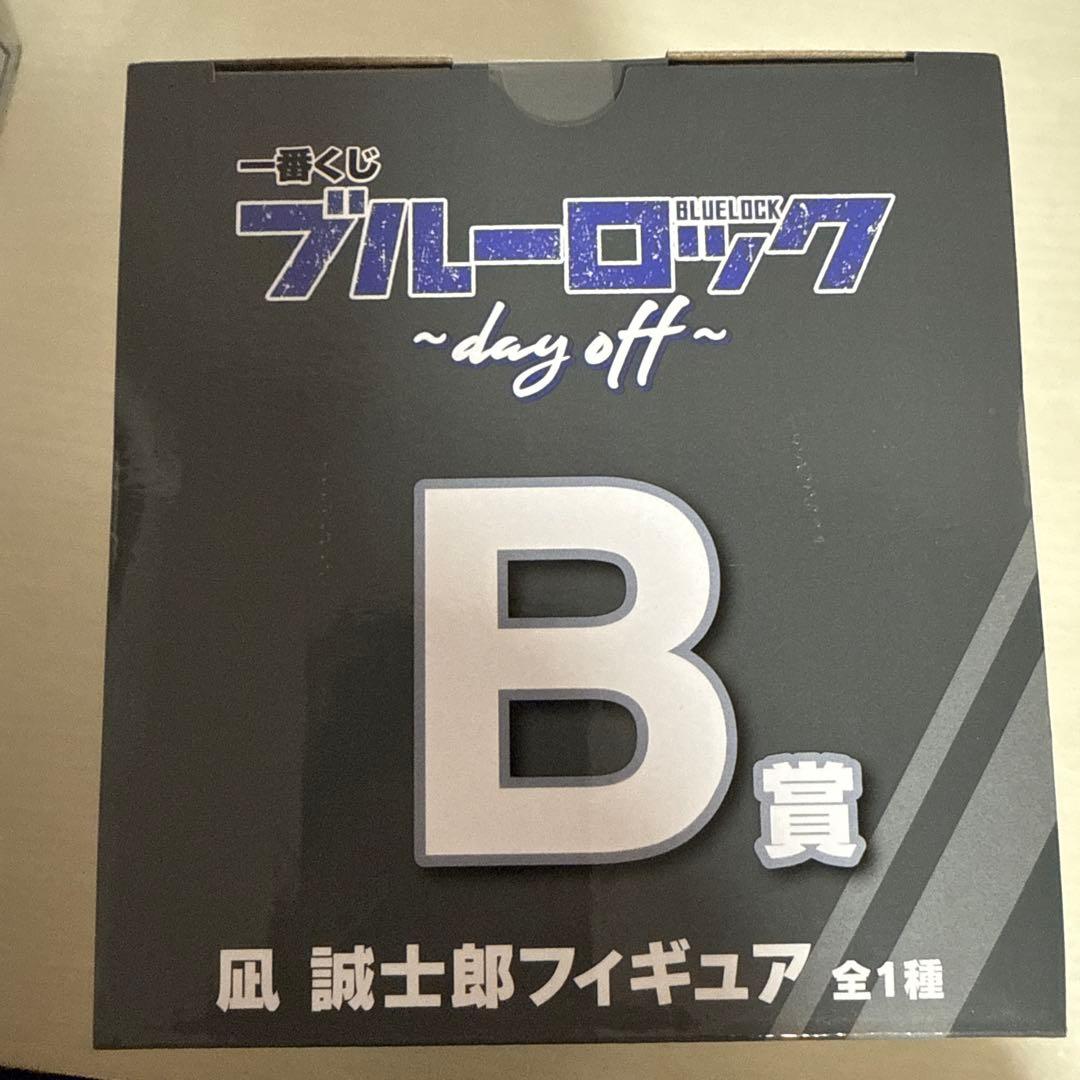 一番くじ
ブルーロック
BLUELOCK
~day off~
B賞
凪 誠士郎フィギュア 全1種